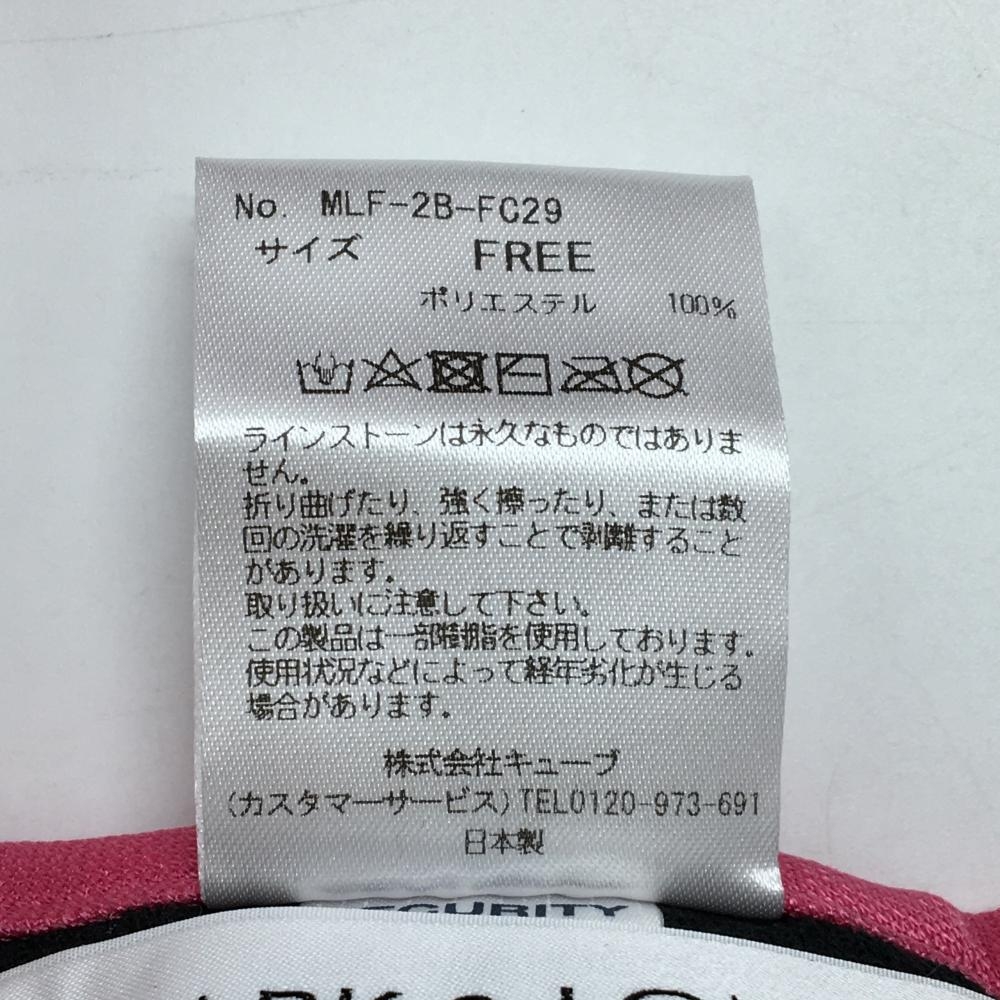 No. MLF-2B-FC29
サイズ FREE
ポリエステル 100%
ラインストーンは永久なものではありま
せん。
折り曲げたり、強く擦ったり、または数
回の洗濯を繰り返すことで剥離すること
があります。
取り扱いに注意して下さい。
この製品は一部樹脂を使用しております。
使用状況などによって経年劣化が生じる
場合があります。
株式会社キューブ
(カスタマーサービス)TEL0120-973-691
日本製